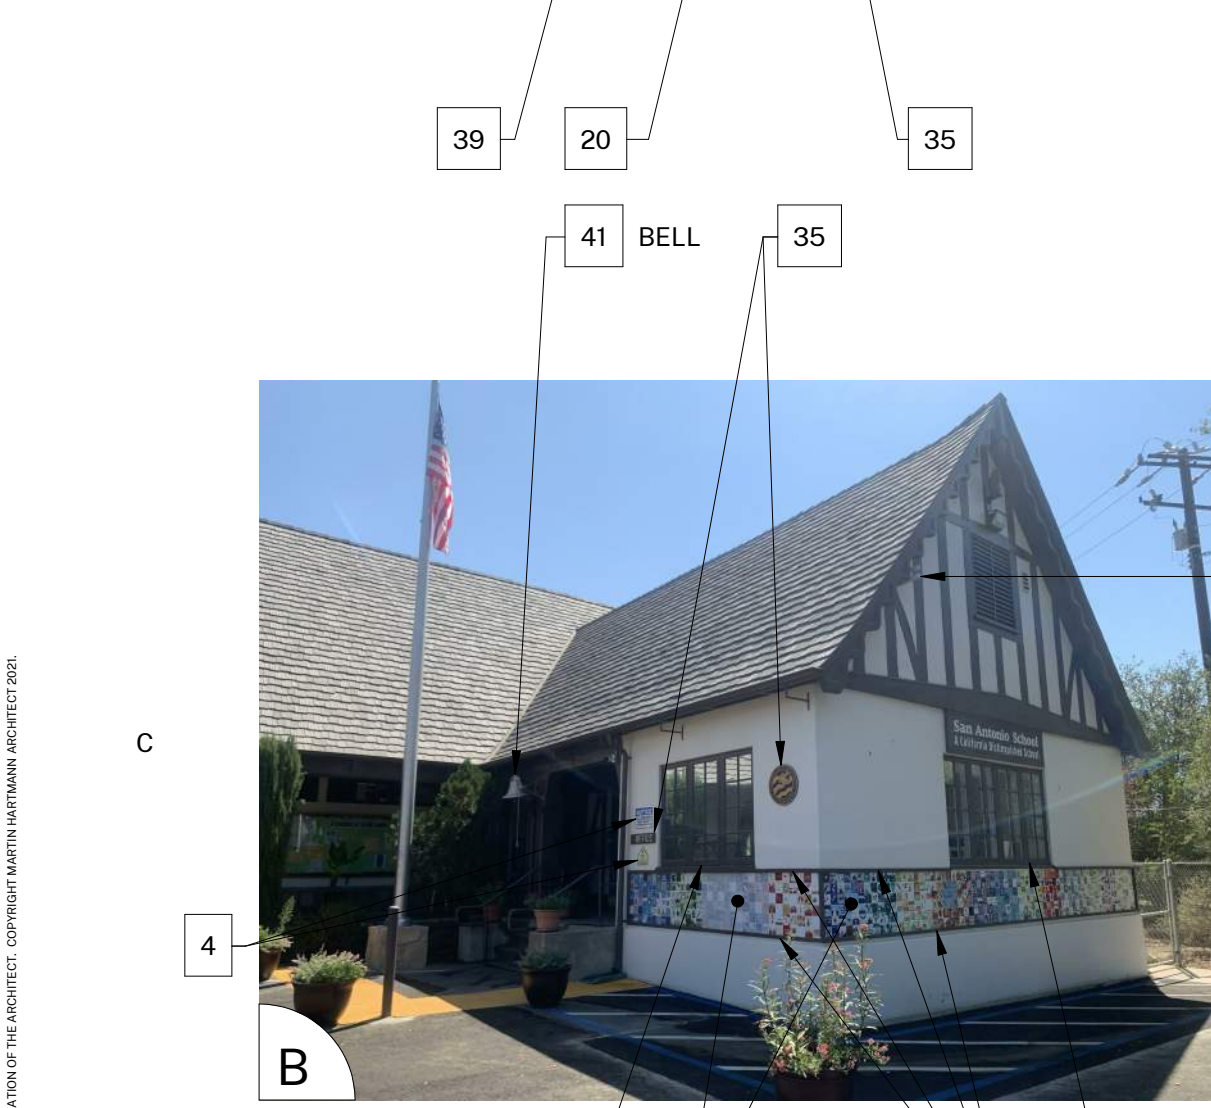 39
20
35
41 BELL
35
San Antonio School
A California Distinguished School
C
4
B
ATION OF THE ARCHITECT. COPYRIGHT MARTIN HARTMANN ARCHITECT 2021.